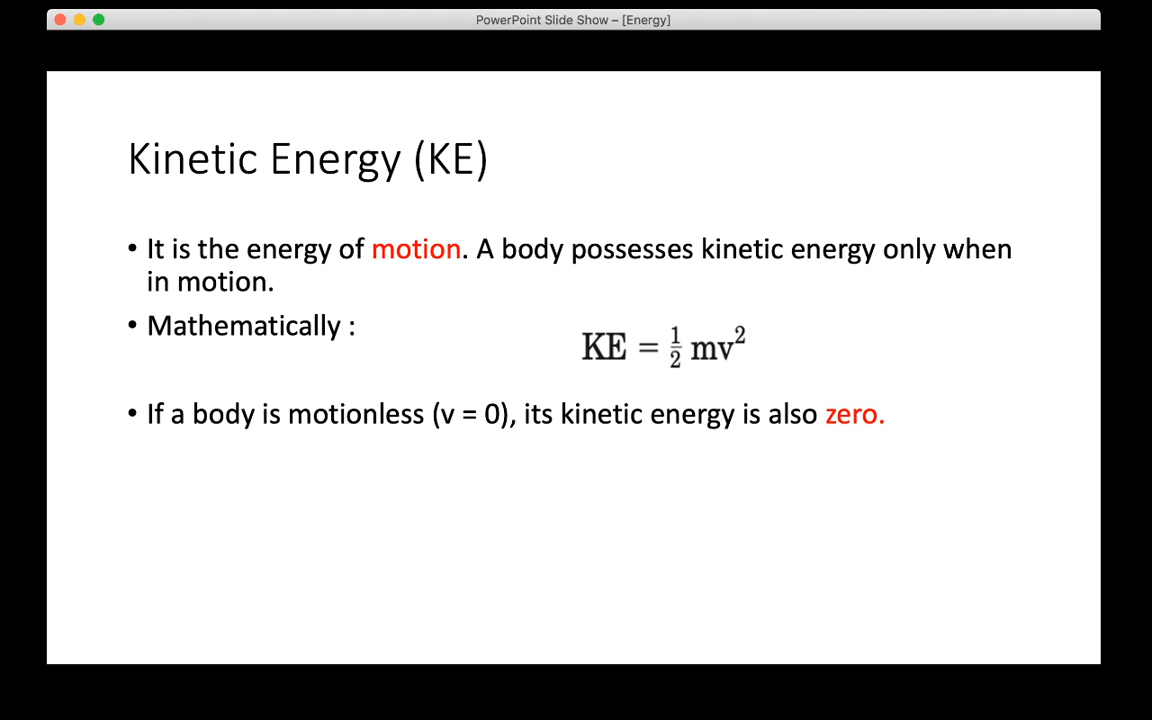 PowerPoint Slide Show – [Energy]
Kinetic Energy (KE)
• It is the energy of motion. A body possesses kinetic energy only when
in motion.
• Mathematically :
KE = ½ mv²
• If a body is motionless (v = 0), its kinetic energy is also zero.